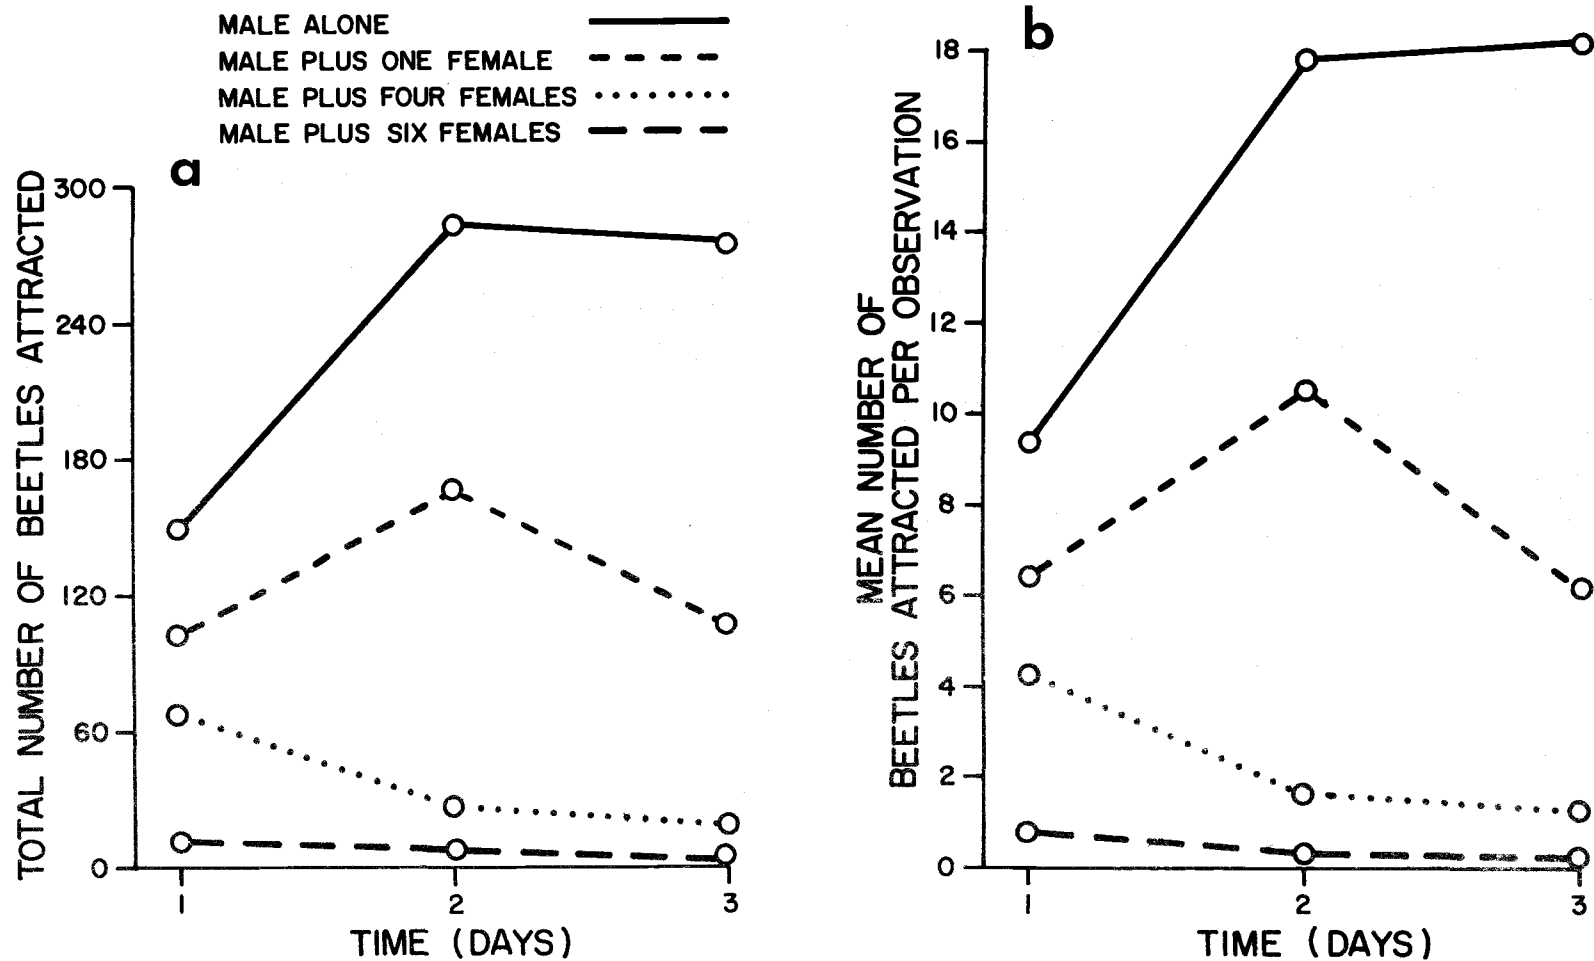 MALE ALONE
MALE PLUS ONE FEMALE
MALE PLUS FOUR FEMALES
MALE PLUS SIX FEMALES
a
TOTAL NUMBER OF BEETLES ATTRACTED
300
240
180
120
60
0
1 2 3
TIME (DAYS)
b
MEAN NUMBER OF
BEETLES ATTRACTED PER OBSERVATION
18
16
14
12
10
8
6
4
2
0
1 2 3
TIME (DAYS)